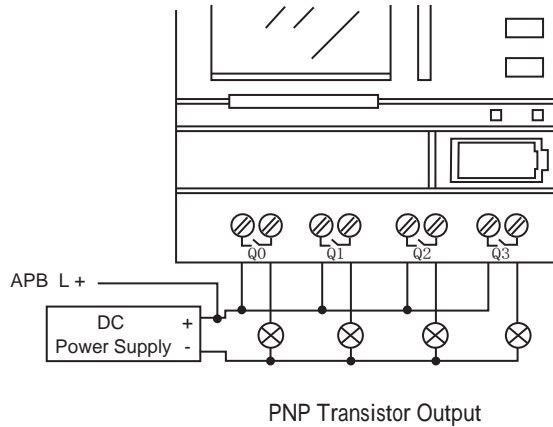 Q0 Q1 Q2 Q3
APB L +
DC +
Power Supply -
PNP Transistor Output